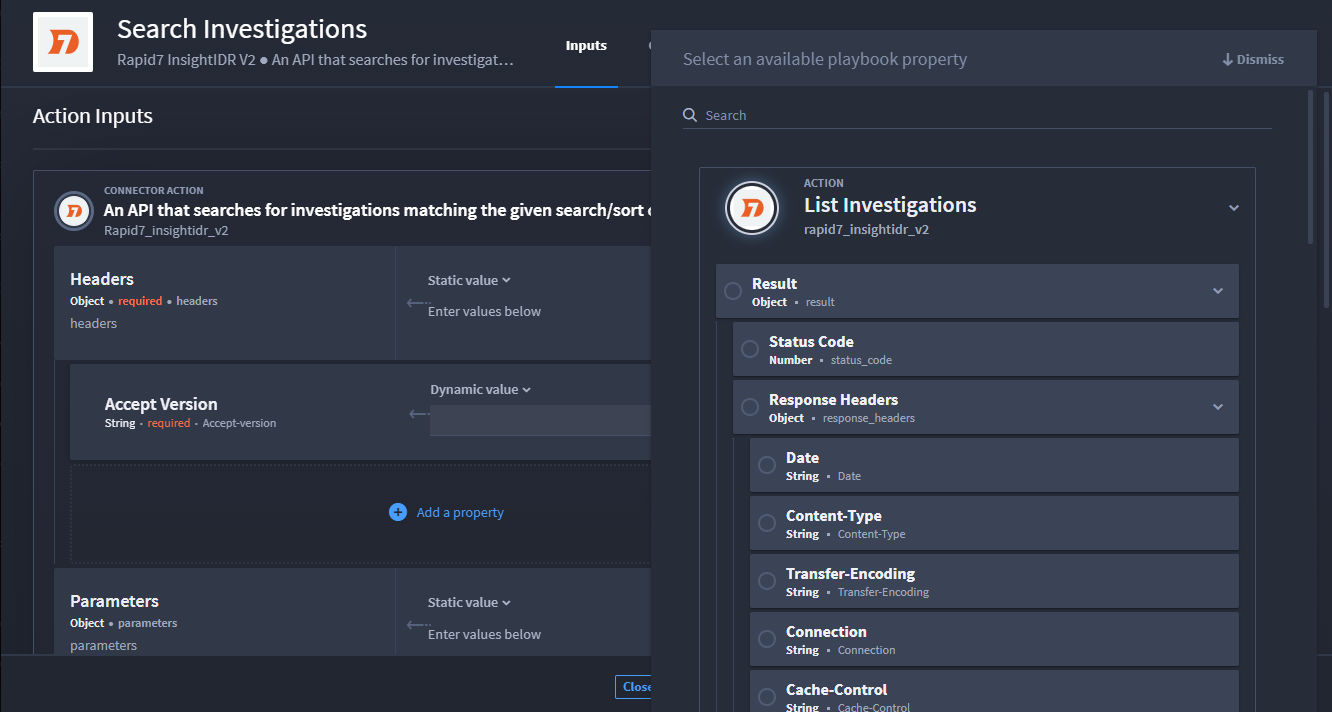 Search Investigations
Rapid7 InsightIDR V2 ● An API that searches for investigat…
Inputs
Action Inputs
CONNECTOR ACTION
An API that searches for investigations matching the given search/sort
Rapid7_insightidr_v2
Headers
Object • required • headers
headers
Static value
Enter values below
Accept Version
String • required • Accept-version
Dynamic value
Add a property
Parameters
Object • parameters
parameters
Static value
Enter values below
Close
Select an available playbook property
Dismiss
Search
ACTION
List Investigations
rapid7_insightidr_v2
Result
Object • result
Status Code
Number • status_code
Response Headers
Object • response_headers
Date
String • Date
Content-Type
String • Content-Type
Transfer-Encoding
String • Transfer-Encoding
Connection
String • Connection
Cache-Control
String • Cache-Control